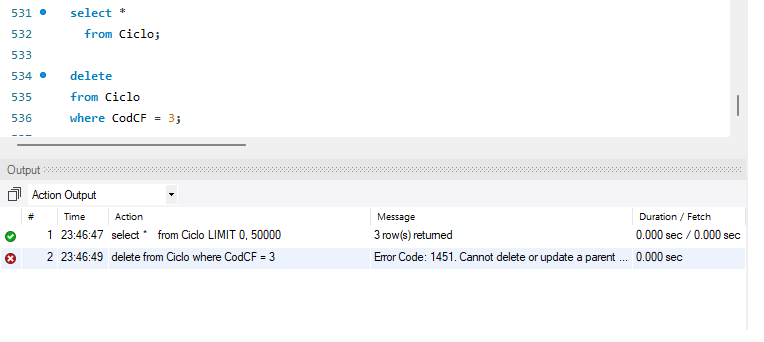 531 select *
532 from Ciclo;
533
534 delete
535 from Ciclo
536 where CodCF = 3;
Output
Action Output
# Time Action Message Duration / Fetch
1 23:46:47 select * from Ciclo LIMIT 0, 50000 3 row(s) returned 0.000 sec / 0.000 sec
2 23:46:49 delete from Ciclo where CodCF = 3 Error Code: 1451. Cannot delete or update a parent ... 0.000 sec